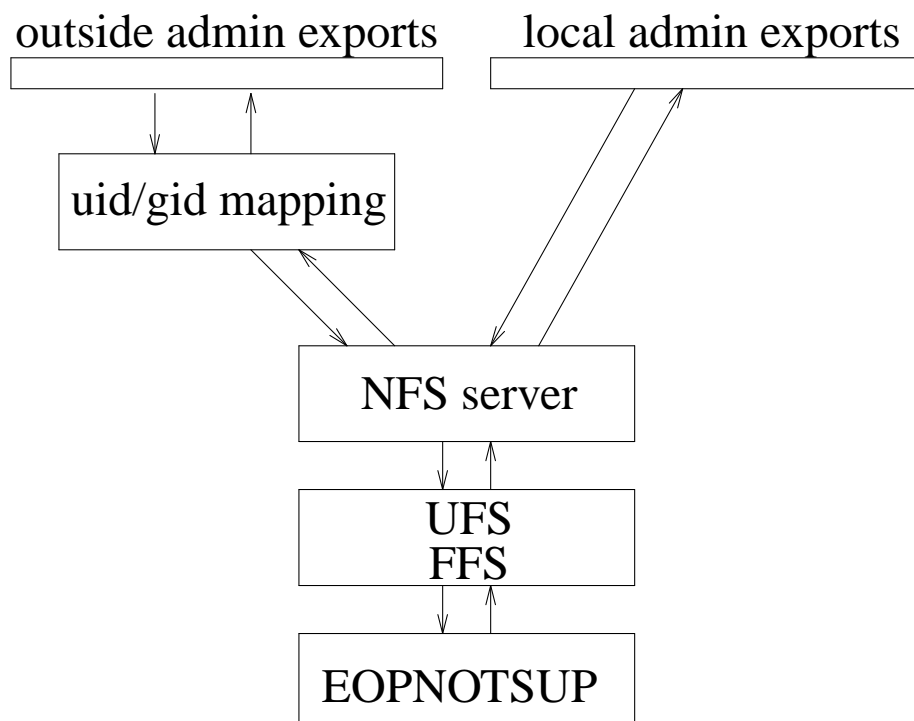 outside admin exports
local admin exports
uid/gid mapping
NFS server
UFS
FFS
EOPNOTSUP